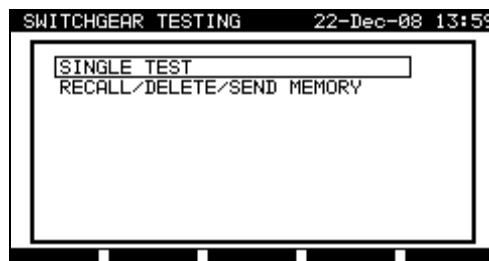 SWITCHGEAR TESTING 22-Dec-08 13:59
SINGLE TEST
RECALL/DELETE/SEND MEMORY